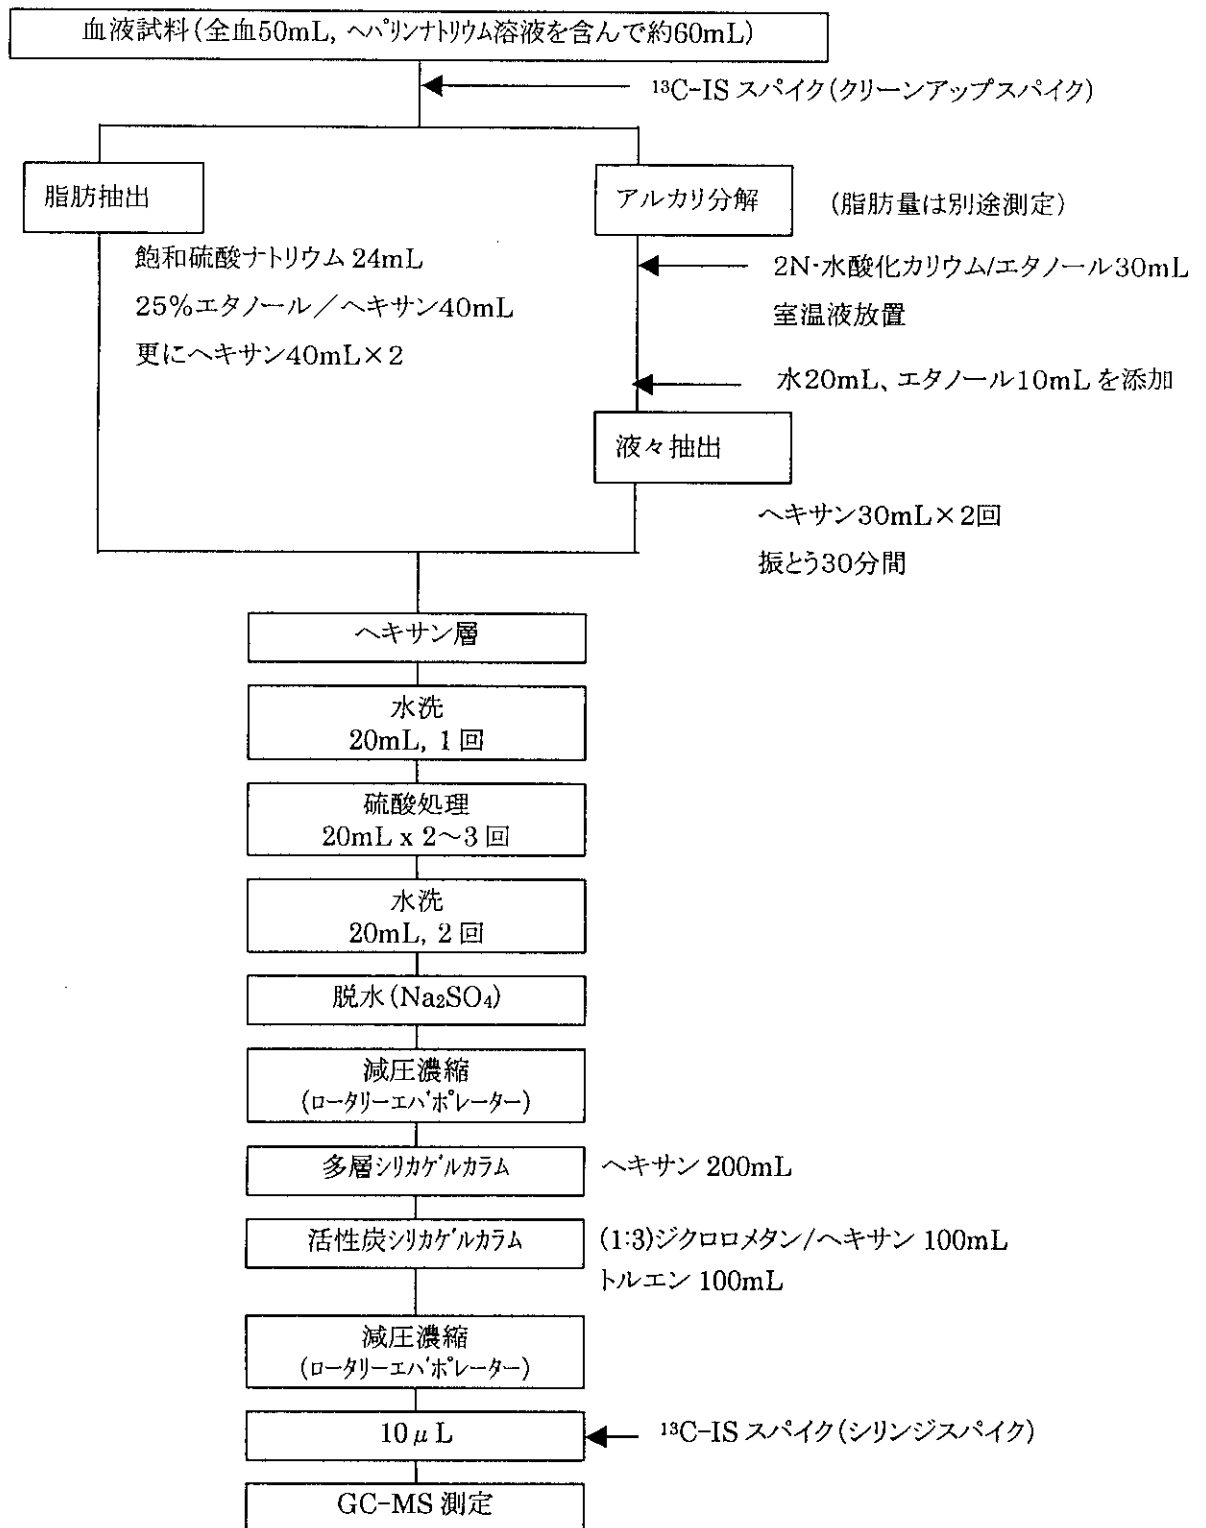 血液試料(全血50mL, ヘパリンナトリウム溶液を含んで約60mL)
¹³C-IS スパイク(クリーンアップスパイク)
脂肪抽出
アルカリ分解
(脂肪量は別途測定)
飽和硫酸ナトリウム 24mL
25%エタノール/ヘキサン40mL
更にヘキサン40mL×2
2N-水酸化カリウム/エタノール30mL
室温液放置
水20mL、エタノール10mLを添加
液々抽出
ヘキサン30mL×2回
振とう30分間
ヘキサン層
水洗
20mL, 1回
硫酸処理
20mL x 2～3回
水洗
20mL, 2回
脱水(Na₂SO₄)
減圧濃縮
(ロータリーエバポレーター)
多層シリカゲルカラム
ヘキサン 200mL
活性炭シリカゲルカラム
(1:3)ジクロロメタン/ヘキサン 100mL
トルエン 100mL
減圧濃縮
(ロータリーエバポレーター)
10μL
¹³C-IS スパイク(シリンジスパイク)
GC-MS 測定